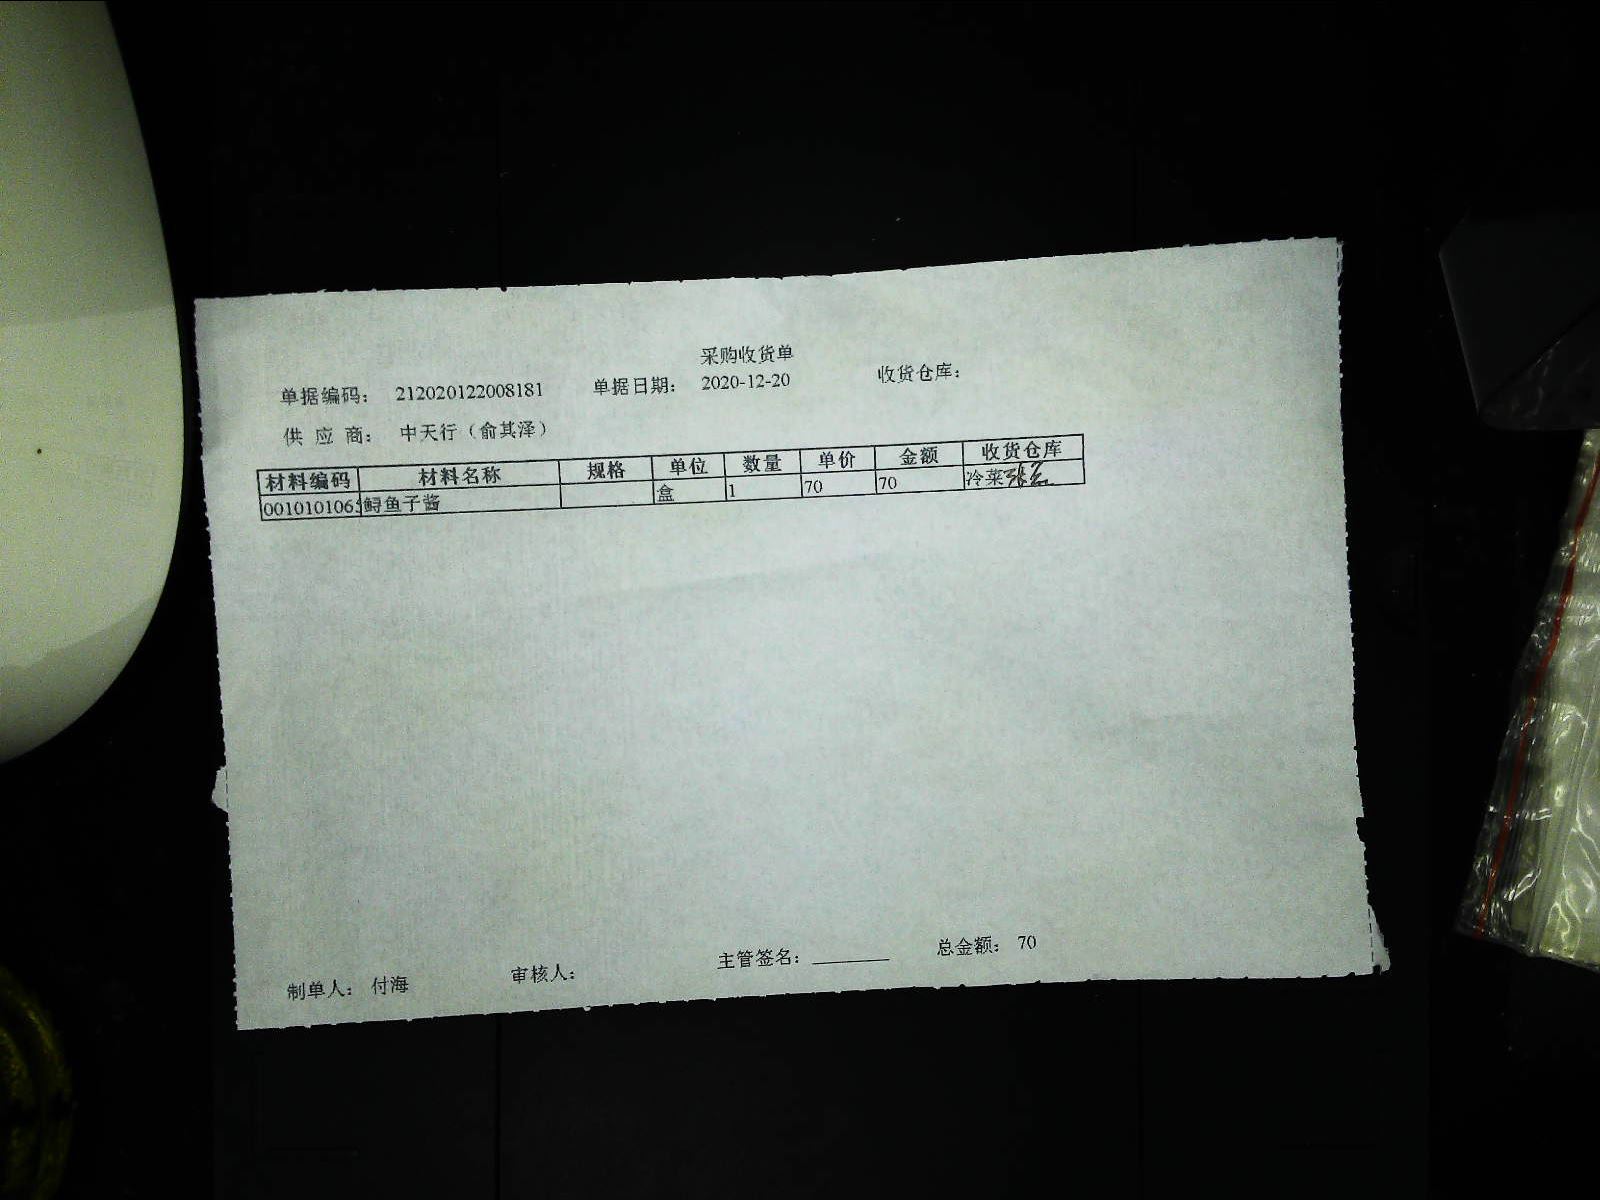 采购收货单
单据编码: 212020122008181 单据日期: 2020-12-20 收货仓库:
供 应 商: 中天行（俞其泽）
材料编码 材料名称 规格 单位 数量 单价 金额 收货仓库
001010106 鲟鱼子酱 盒 1 70 70 冷菜
制单人: 付海 审核人: 主管签名: ________ 总金额: 70